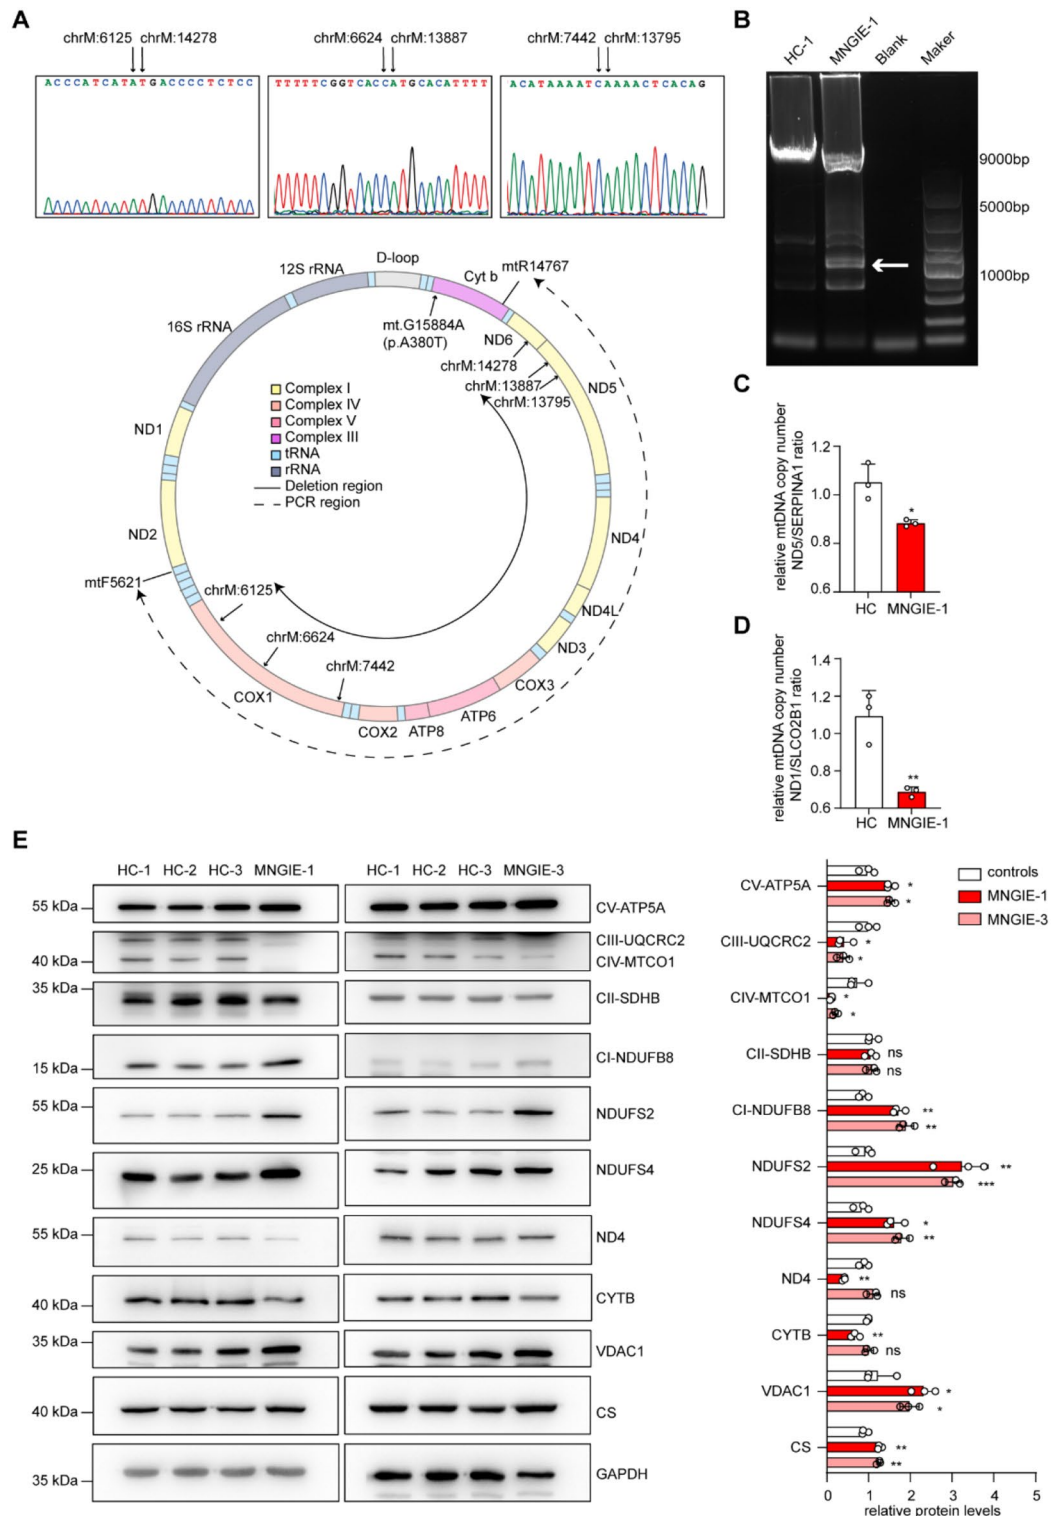 A
chrM:6125 chrM:14278
chrM:6624 chrM:13887
chrM:7442 chrM:13795
ACCCATCATATGACCCCTCTCC
TTTTTCGGTCACCATGCACATTTT
ACATAAAATCAAAACTCACAG
D-loop
12S rRNA
Cyt b
mtR14767
16S rRNA
mt.G15884A
(p.A380T)
ND6
chrM:14278
chrM:13887
chrM:13795
ND5
Complex I
Complex IV
Complex V
Complex III
tRNA
rRNA
Deletion region
PCR region
ND1
ND2
ND4
mtF5621
chrM:6125
ND4L
chrM:6624
ND3
chrM:7442
COX3
COX1
ATP6
COX2
ATP8
B
HC-1 MNGIE-1 Blank Maker
9000bp
5000bp
1000bp
C
relative mtDNA copy number
ND5/SERPINA1 ratio
1.2
1.0
0.8
0.6
*
HC MNGIE-1
D
relative mtDNA copy number
ND1/SLCO2B1 ratio
1.4
1.2
1.0
0.8
0.6
**
HC MNGIE-1
E
HC-1 HC-2 HC-3 MNGIE-1 HC-1 HC-2 HC-3 MNGIE-3
55 kDa CV-ATP5A
CIII-UQCRC2
40 kDa CIV-MTCO1
35 kDa CII-SDHB
15 kDa CI-NDUFB8
55 kDa NDUFS2
25 kDa NDUFS4
55 kDa ND4
40 kDa CYTB
35 kDa VDAC1
40 kDa CS
35 kDa GAPDH
controls
MNGIE-1
MNGIE-3
CV-ATP5A * *
CIII-UQCRC2 * *
CIV-MTCO1 * *
CII-SDHB ns ns
CI-NDUFB8 ** **
NDUFS2 ** ***
NDUFS4 * **
ND4 ** ns
CYTB ** ns
VDAC1 * *
CS ** **
0 1 2 3 4 5
relative protein levels